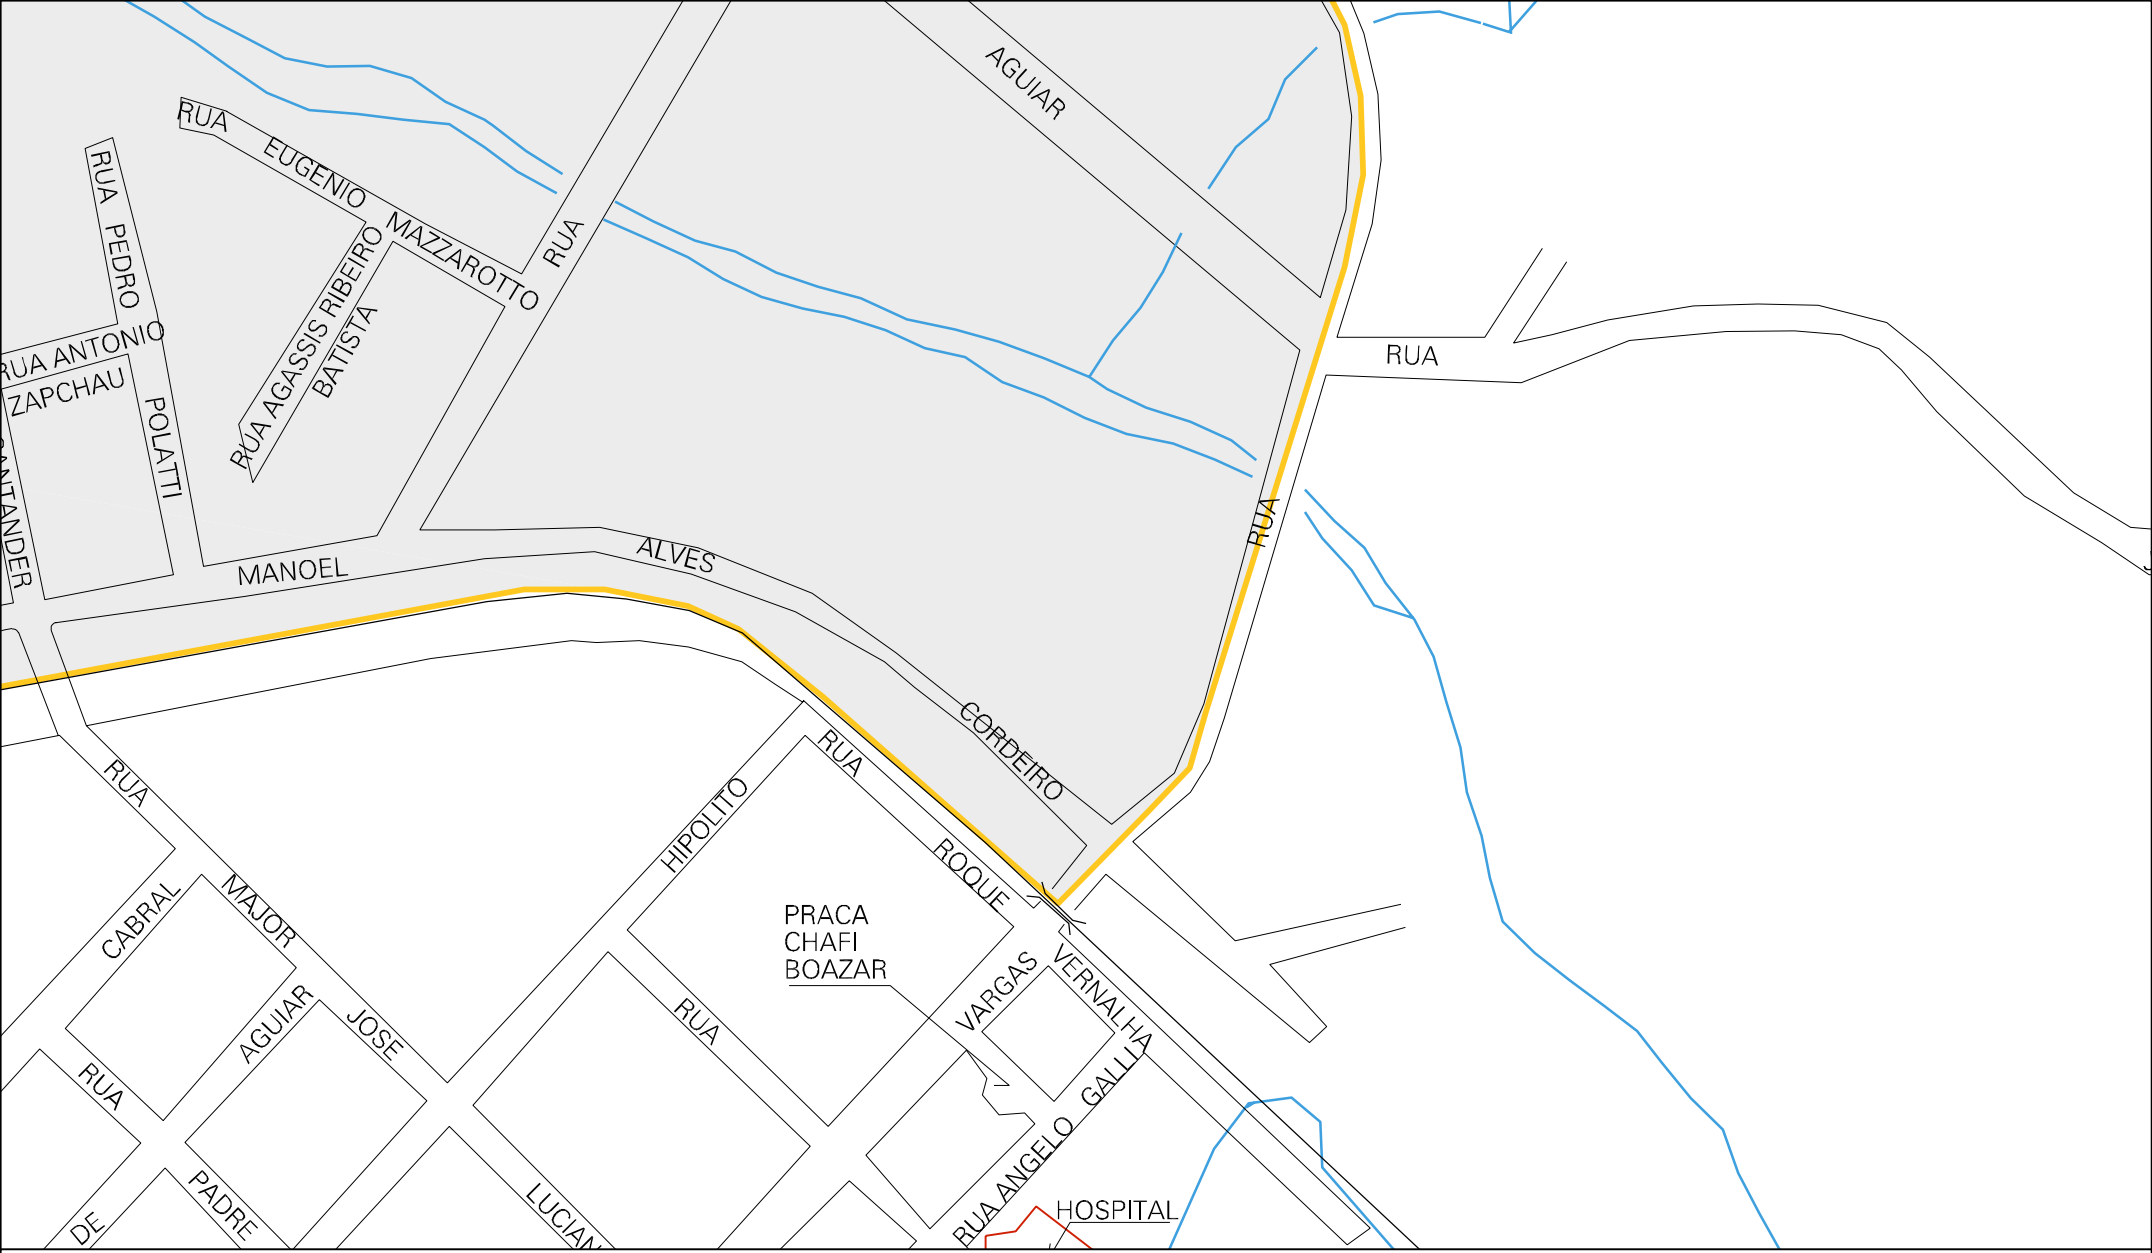 AGUIAR
RUA
EUGENIO
MAZZAROTTO
RUA
RUA
PEDRO
POLATTI
RUA AGASSIS RIBEIRO
BATISTA
RUA ANTONIO
ZAPCHAU
RUA
RUA
MANOEL
ALVES
CORDEIRO
RUA
ROQUE
VERNALHA
RUA
MAJOR
JOSE
HIPOLITO
CABRAL
AGUIAR
PRACA
CHAFI
BOAZAR
VARGAS
RUA
RUA
PADRE
DE
RUA ANGELO
GALLI
HOSPITAL